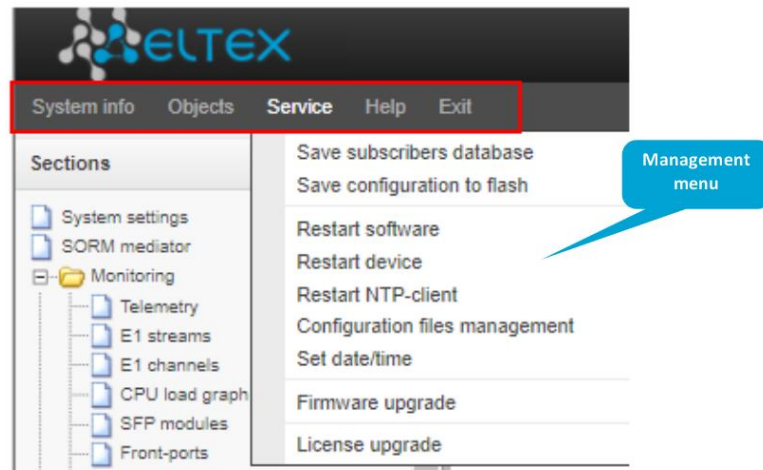 ELTEX
System info Objects Service Help Exit
Sections
System settings
SORM mediator
Monitoring
Telemetry
E1 streams
E1 channels
CPU load graph
SFP modules
Front-ports
Save subscribers database
Save configuration to flash
Restart software
Restart device
Restart NTP-client
Configuration files management
Set date/time
Firmware upgrade
License upgrade
Management
menu